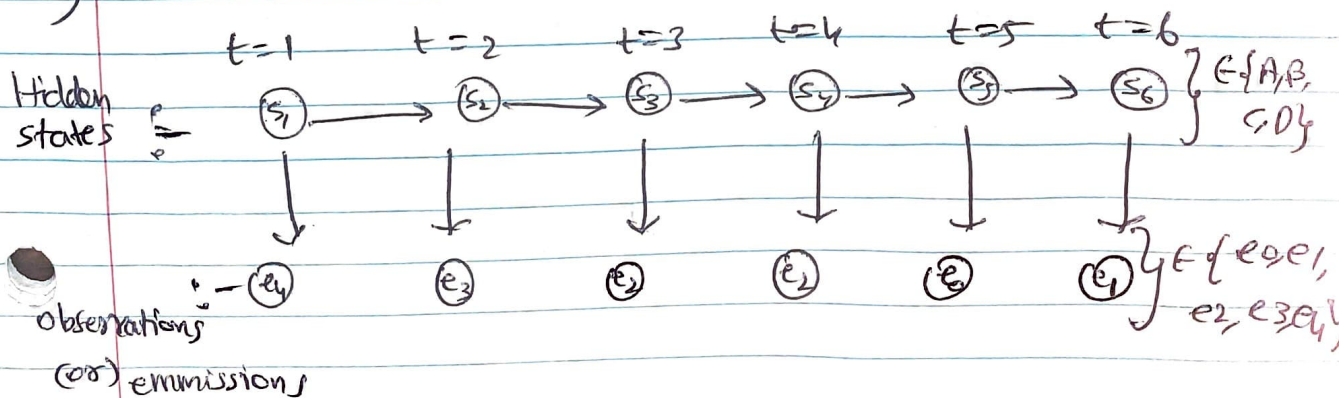 t=1 t=2 t=3 t=4 t=5 t=6
Hidden states :- S1 S2 S3 S4 S5 S6 } ∈{A,B,
C,D}
:- e4 e3 e2 e2 e0 e1 } ∈ {e0,e1,
e2,e3,e4}
Observations
(or) emmissions